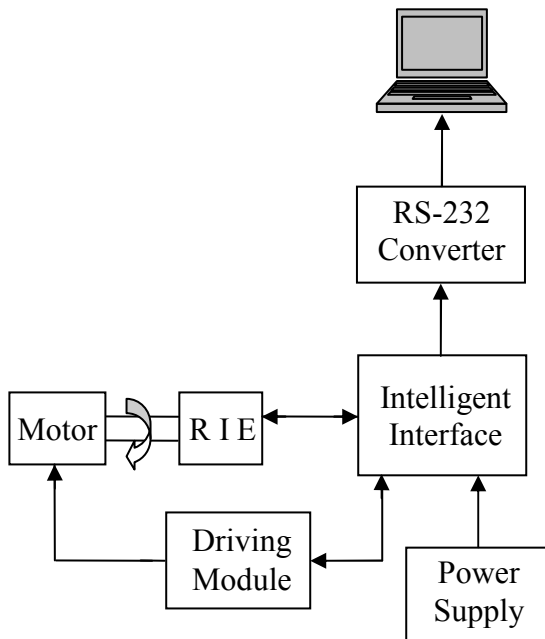 RS-232
Converter
Intelligent
Interface
Motor
R I E
Driving
Module
Power
Supply